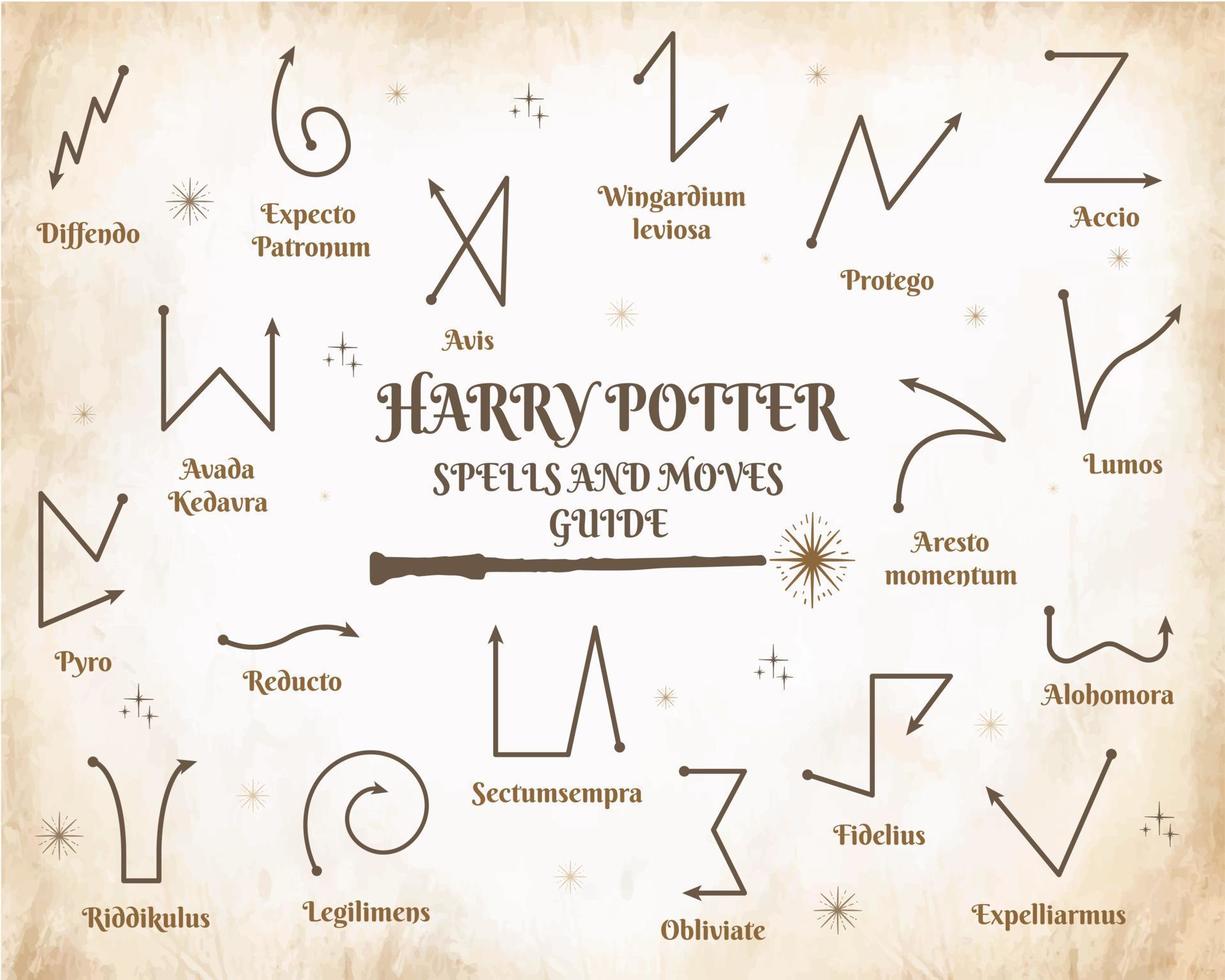 Diffendo
Expecto
Patronum
Wingardium
leviosa
Protego
Accio
Avis
Avada
Kedavra
HARRY POTTER
SPELLS AND MOVES
GUIDE
Lumos
Aresto
momentum
Pyro
Reducto
Sectumsempra
Alohomora
Riddikulus
Legilimens
Obliviate
Fidelius
Expelliarmus